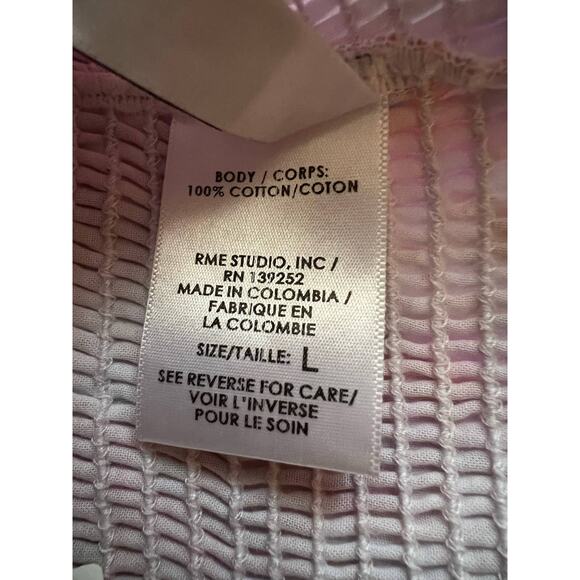 BODY / CORPS:
100% COTTON/COTON
RME STUDIO, INC /
RN 139252
MADE IN COLOMBIA /
FABRIQUE EN
LA COLOMBIE
SIZE/TAILLE: L
SEE REVERSE FOR CARE/
VOIR L'INVERSE
POUR LE SOIN